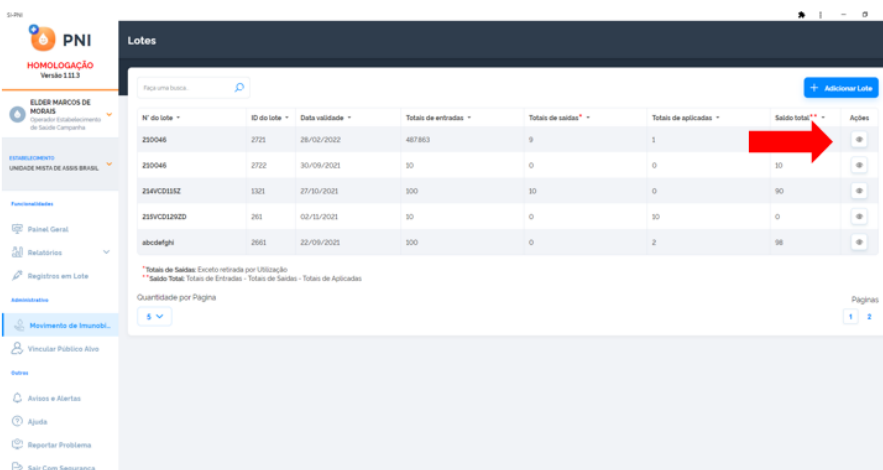 SI-PNI
PNI
HOMOLOGAÇÃO
Versão 1.11.3
ELDER MARCOS DE
MORAIS
Operador Estabelecimento
de Saúde Campanha
ESTABELECIMENTO
UNIDADE MISTA DE ASSIS BRASIL
Funcionalidades
Painel Geral
Relatórios
Registros em Lote
Administrativo
Movimento de Imunobi...
Vincular Público Alvo
Outros
Avisos e Alertas
Ajuda
Reportar Problema
Sair Com Segurança
Lotes
Faça uma busca...
+ Adicionar Lote
N° do lote ID do lote Data validade Totais de entradas Totais de saídas* Totais de aplicadas Saldo total** Ações
210046 2721 26/02/2022 487.863 9 1
210046 2722 30/09/2021 10 0 0 10
214VCD115Z 1321 27/10/2021 100 10 0 90
215VCD129ZD 261 02/11/2021 10 0 10 0
abcdefghi 2661 22/09/2021 100 0 2 98
*Totais de Saídas: Exceto retirada por Utilização
**Saldo Total: Totais de Entradas - Totais de Saídas - Totais de Aplicadas
Quantidade por Página
5
Páginas
1 2